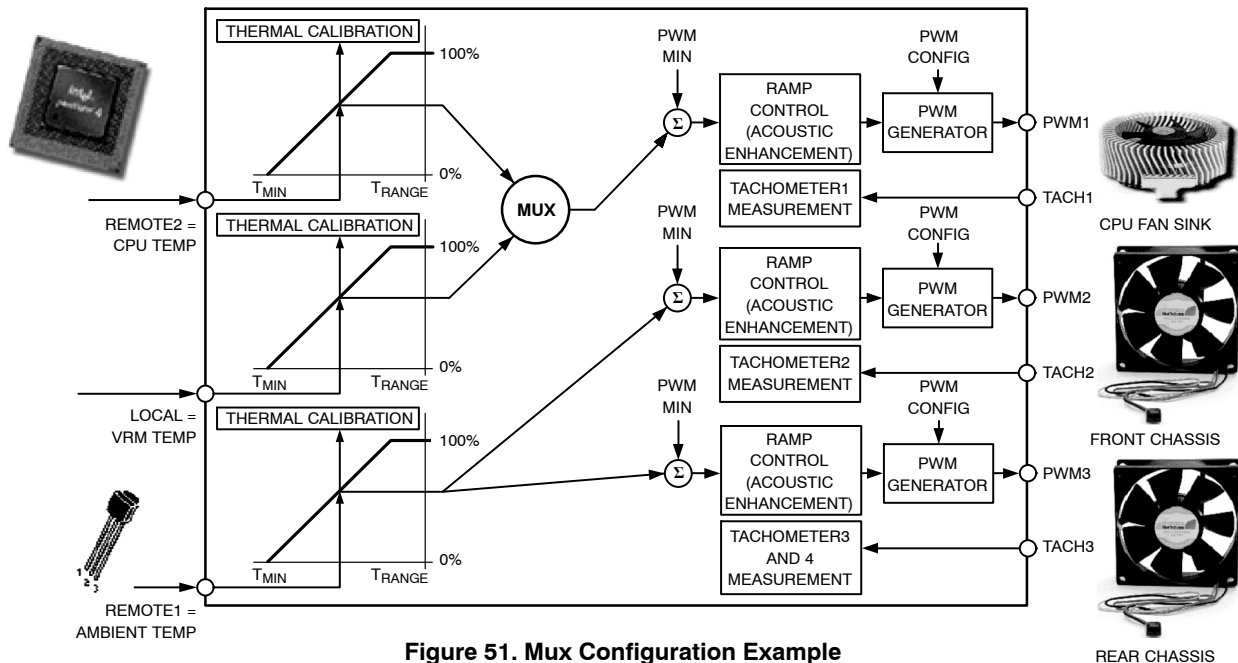 THERMAL CALIBRATION
100%
0%
T_MIN
T_RANGE
REMOTE2 =
CPU TEMP
THERMAL CALIBRATION
100%
0%
T_MIN
T_RANGE
LOCAL =
VRM TEMP
THERMAL CALIBRATION
100%
0%
T_MIN
T_RANGE
1
2
3
REMOTE1 =
AMBIENT TEMP
MUX
PWM
MIN
Σ
RAMP
CONTROL
(ACOUSTIC
ENHANCEMENT)
PWM
CONFIG
PWM
GENERATOR
PWM1
TACHOMETER1
MEASUREMENT
TACH1
CPU FAN SINK
PWM
MIN
Σ
RAMP
CONTROL
(ACOUSTIC
ENHANCEMENT)
PWM
CONFIG
PWM
GENERATOR
PWM2
TACHOMETER2
MEASUREMENT
TACH2
FRONT CHASSIS
PWM
MIN
Σ
RAMP
CONTROL
(ACOUSTIC
ENHANCEMENT)
PWM
CONFIG
PWM
GENERATOR
PWM3
TACHOMETER3
AND 4
MEASUREMENT
TACH3
REAR CHASSIS
Figure 51. Mux Configuration Example